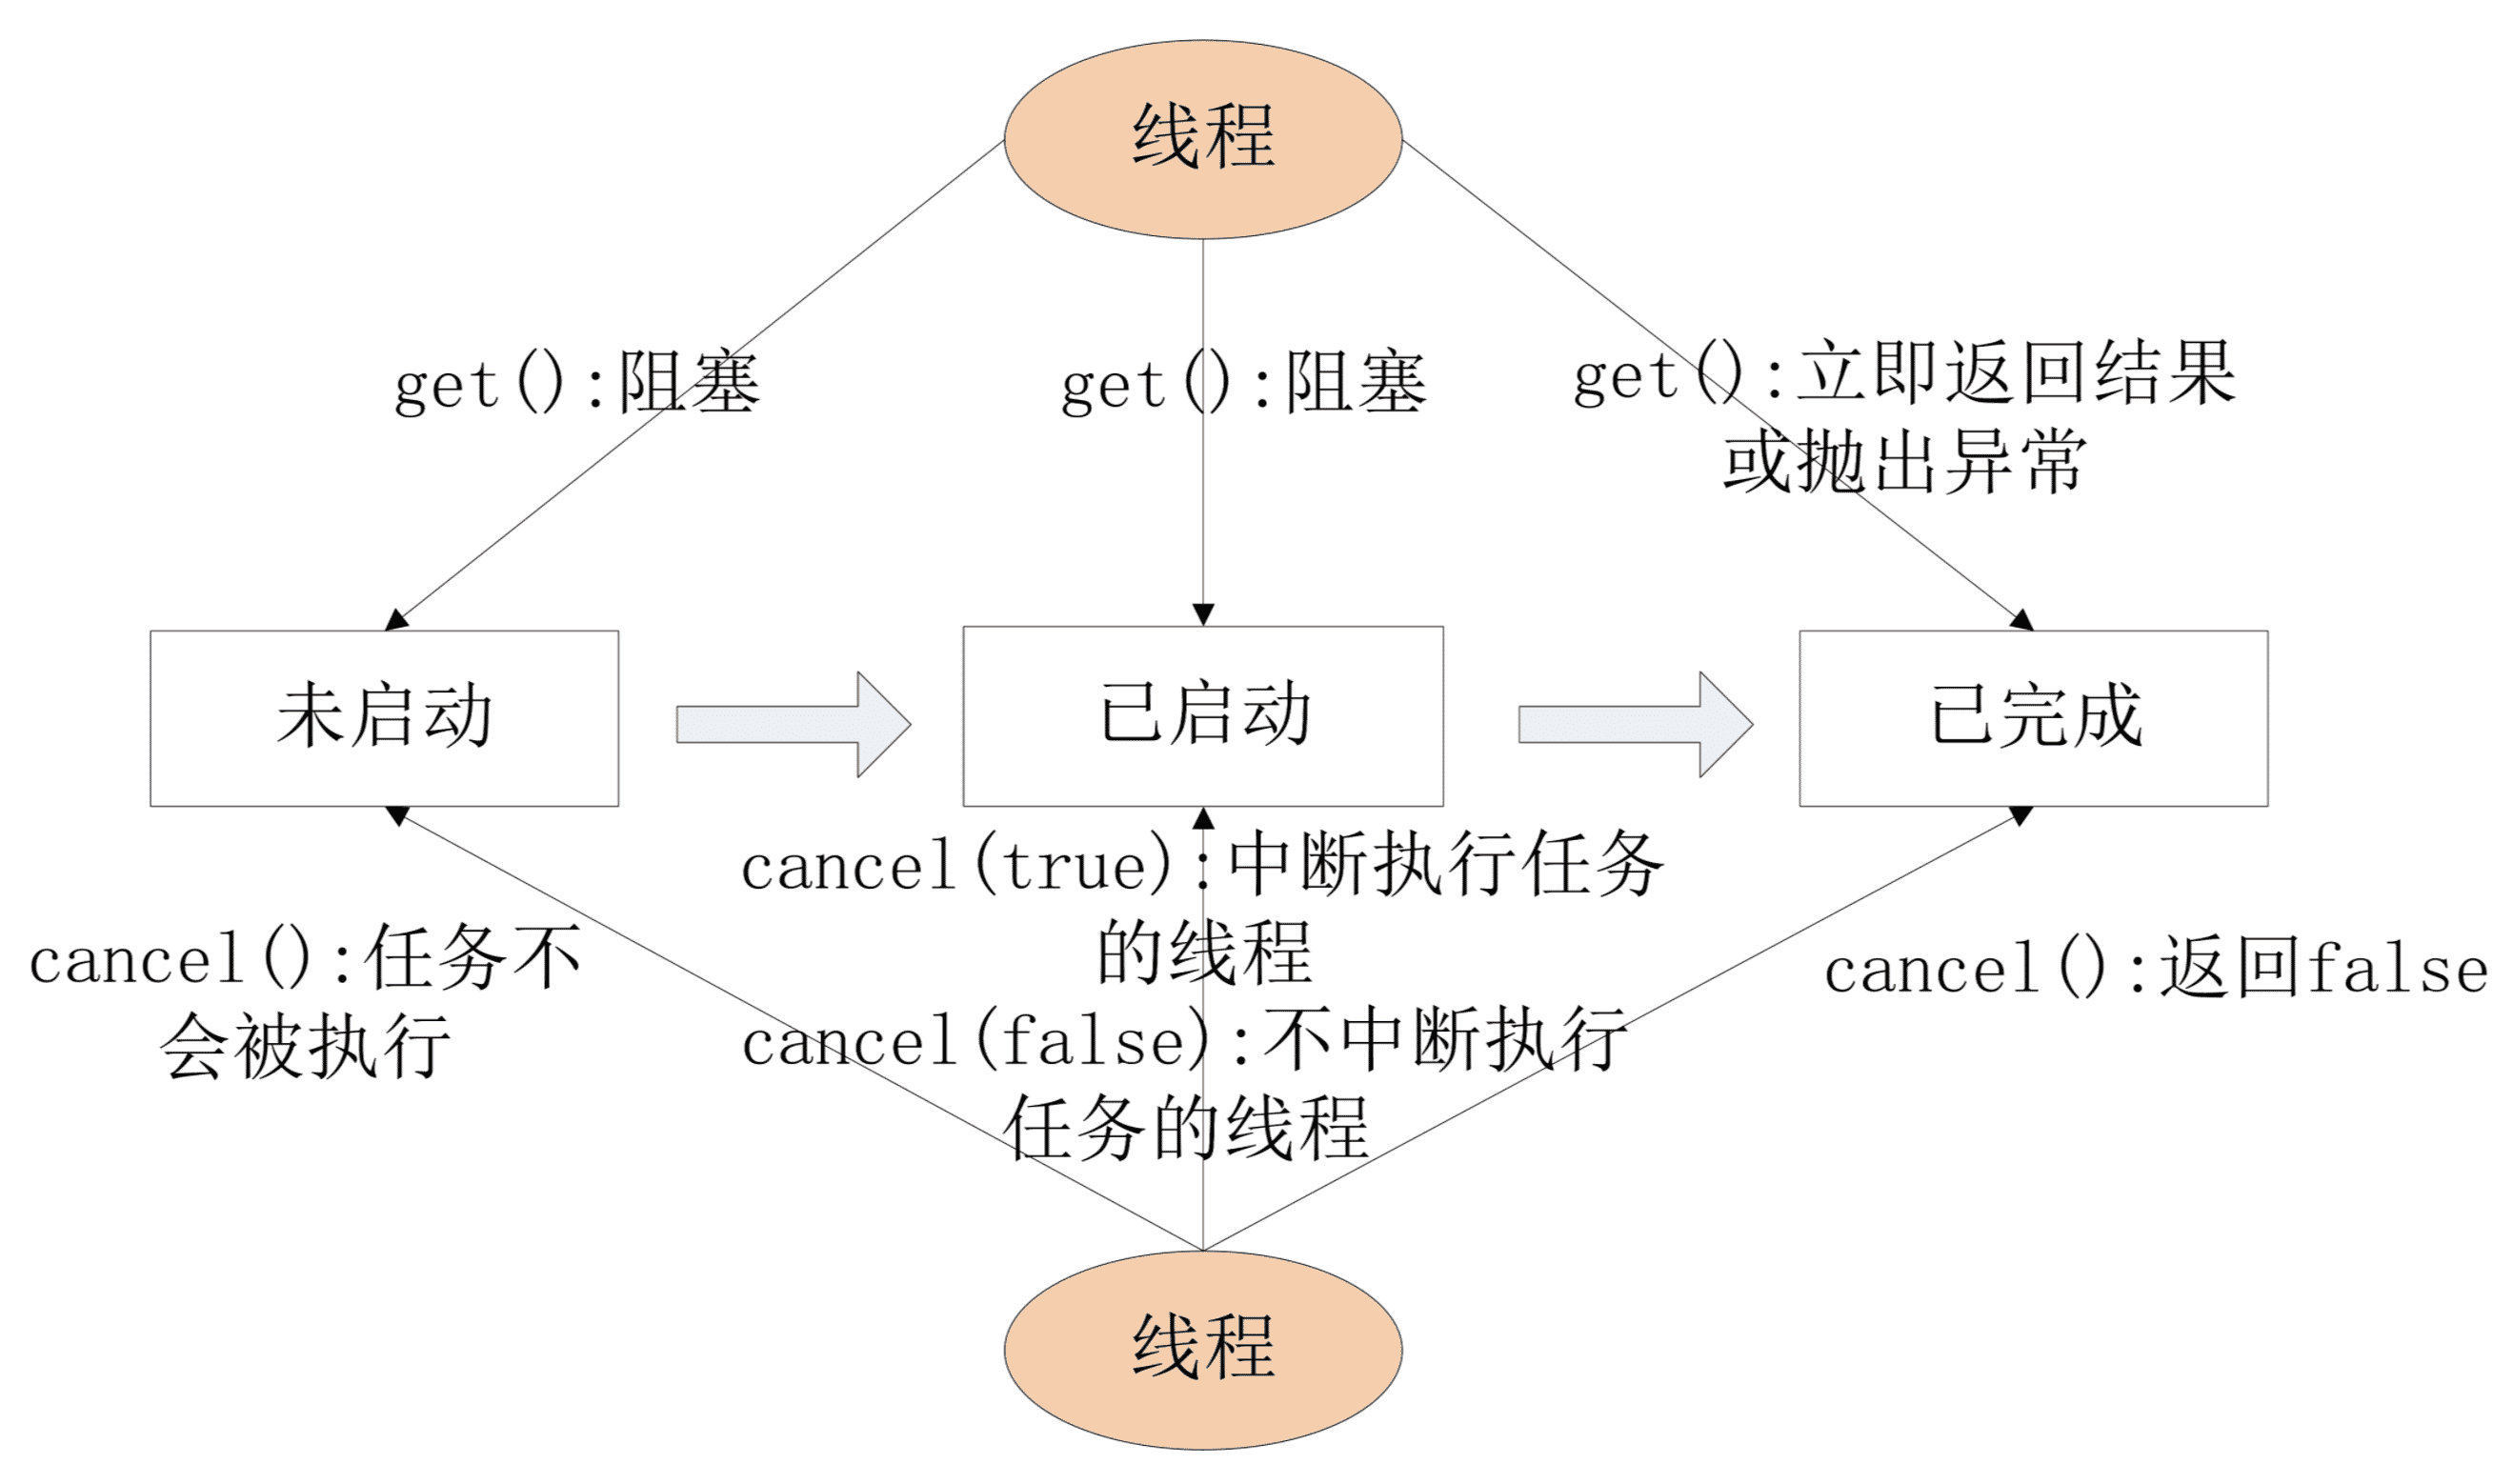 线程
get():阻塞
get():阻塞
get():立即返回结果
或抛出异常
未启动
已启动
已完成
cancel(true):中断执行任务
的线程
cancel(false):不中断执行
任务的线程
cancel():任务不
会被执行
cancel():返回false
线程